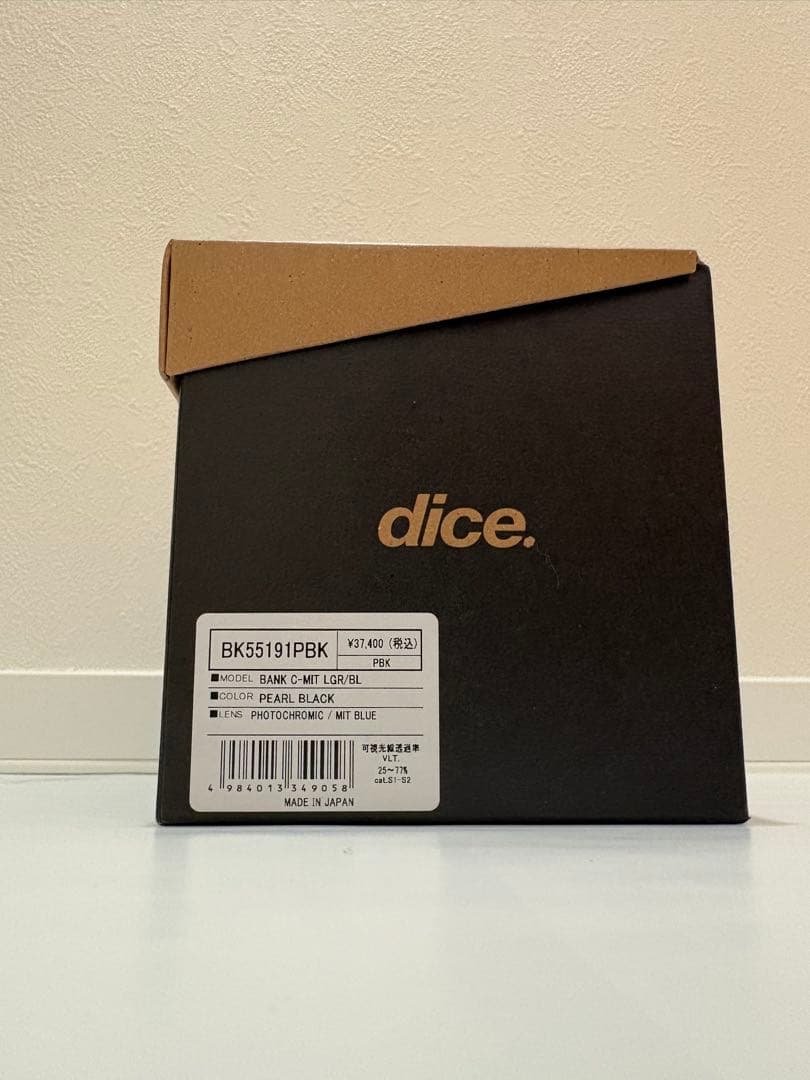 dice.
BK55191PBK
¥37,400 (税込)
PBK
■MODEL BANK C-MIT LGR/BL
■COLOR PEARL BLACK
■LENS PHOTOCHROMIC / MIT BLUE
可視光線透過率
VLT.
25~77%
cat.S1-S2
4 984013 349058
MADE IN JAPAN